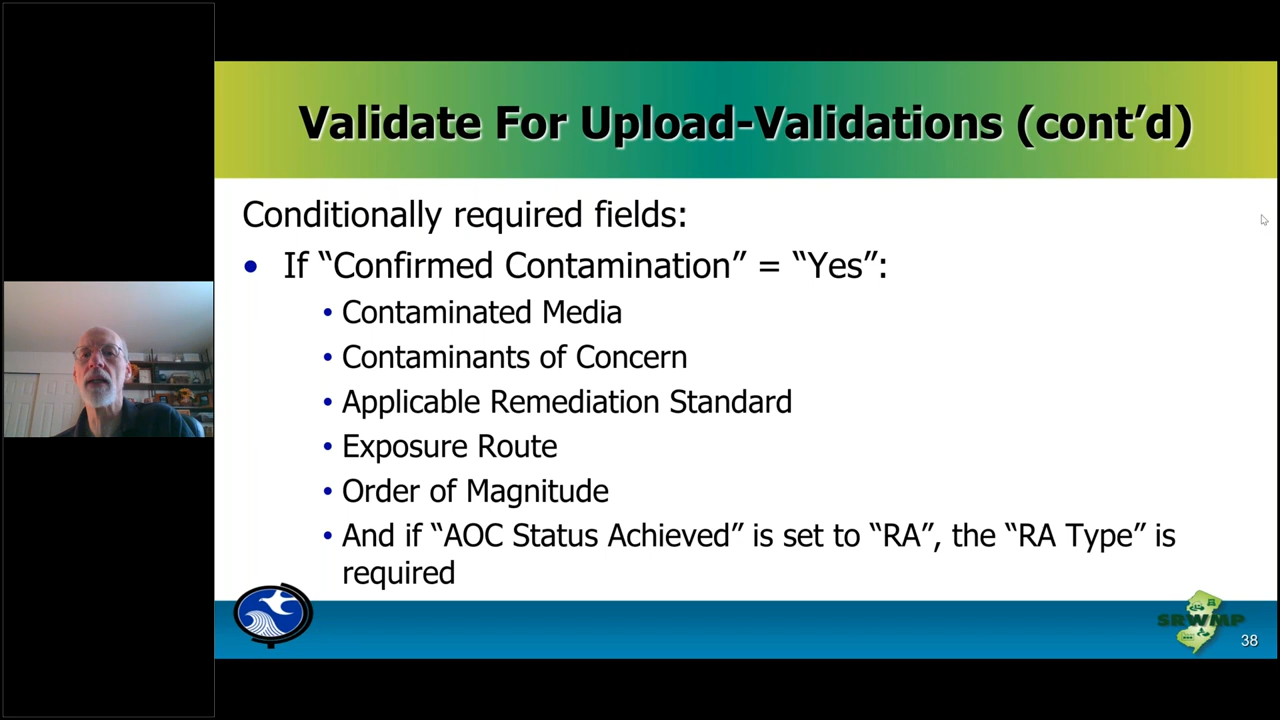 Validate For Upload-Validations (cont’d)
Conditionally required fields:
• If “Confirmed Contamination” = “Yes”:
• Contaminated Media
• Contaminants of Concern
• Applicable Remediation Standard
• Exposure Route
• Order of Magnitude
• And if “AOC Status Achieved” is set to “RA”, the “RA Type” is
required
SRWMP
38